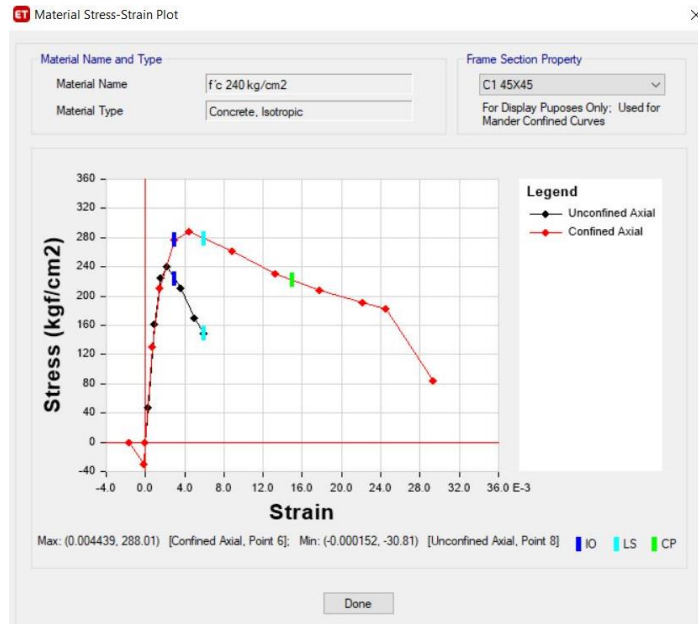 ET Material Stress-Strain Plot
Material Name and Type
Material Name f´c 240 kg/cm2
Material Type Concrete, Isotropic
Frame Section Property
C1 45X45
For Display Puposes Only; Used for
Mander Confined Curves
Stress (kgf/cm2)
360
320
280
240
200
160
120
80
40
0
-40
-4.0 0.0 4.0 8.0 12.0 16.0 20.0 24.0 28.0 32.0 36.0 E-3
Strain
Legend
Unconfined Axial
Confined Axial
Max: (0.004439, 288.01) [Confined Axial, Point 6]; Min: (-0.000152, -30.81) [Unconfined Axial, Point 8] IO LS CP
Done